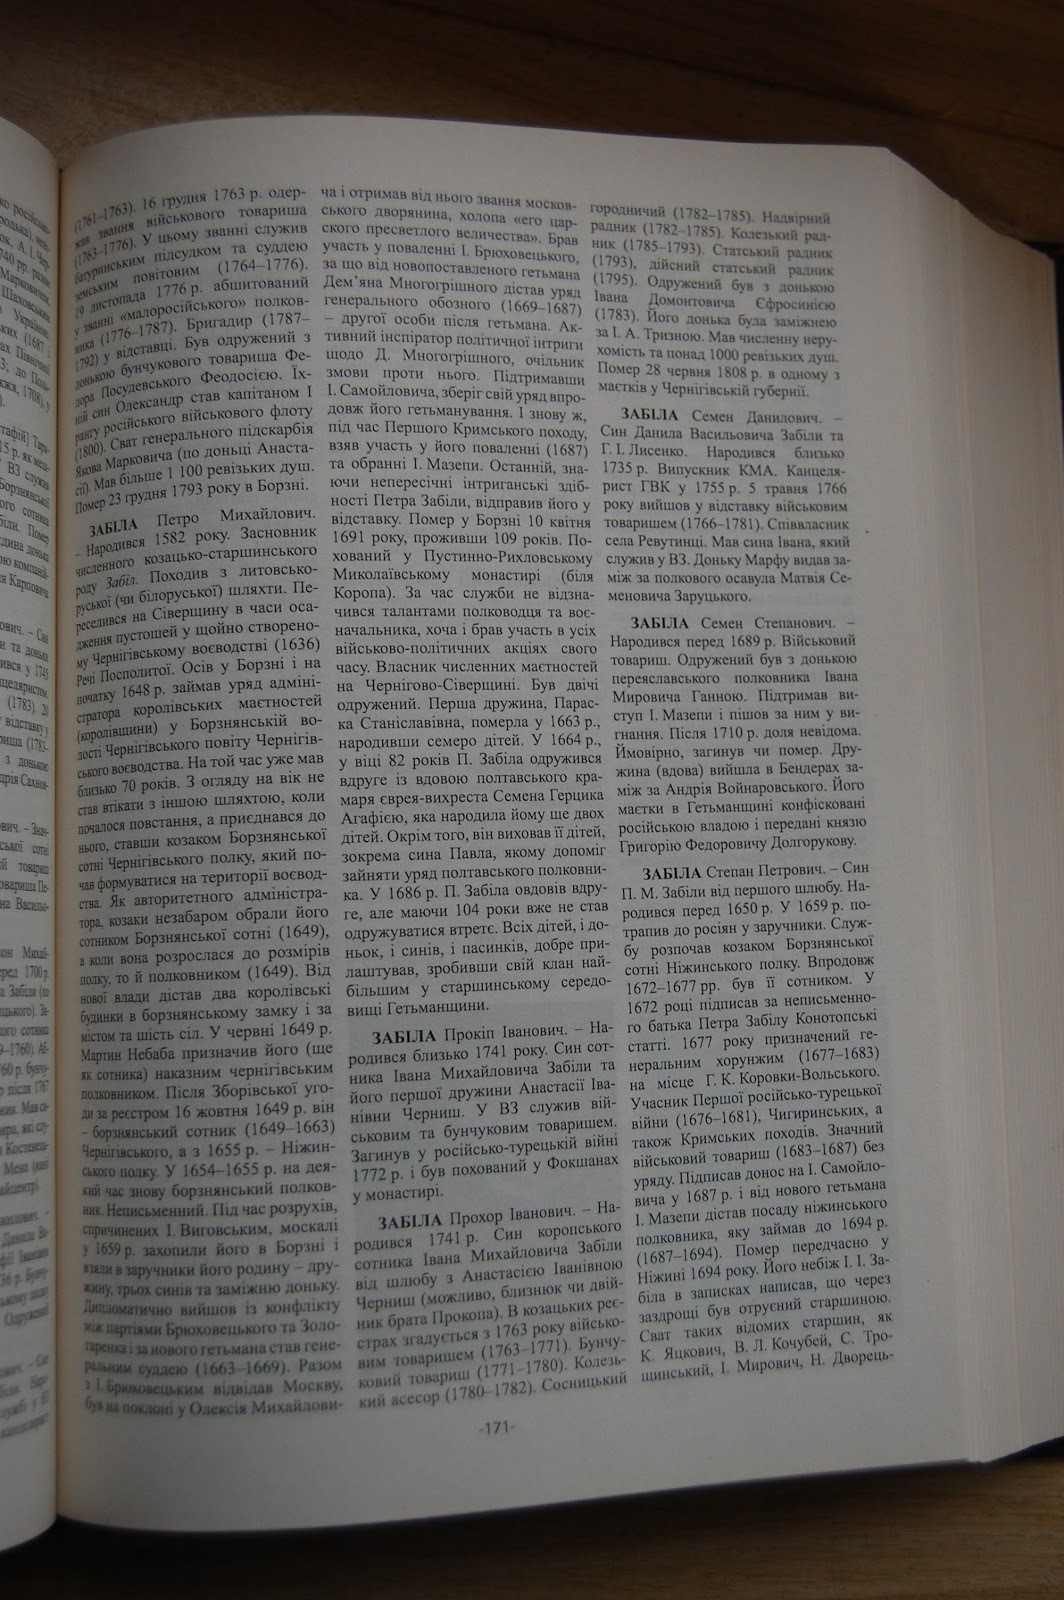 (1761–1763). 16 грудня 1763 р. одер-
жав звання військового товариша
(1763–1776). У цьому званні служив
батуринським підсудком та суддею
земським повітовим (1764–1776).
19 листопада 1776 р. абшитований
у званні «малоросійського» полков-
ника (1776–1787). Бригадир (1787–
1792) у відставці. Був одружений з
донькою бунчукового товариша Фе-
дора Посудевського Феодосією. Їх-
ній син Олександр став капітаном І
рангу російського військового флоту
(1800). Сват генерального підскарбія
Якова Марковича (по доньці Анаста-
сії). Мав більше 1 100 ревізьких душ.
Помер 23 грудня 1793 року в Борзні.
ЗАБІЛА Петро Михайлович.
– Народився 1582 року. Засновник
численного козацько-старшинського
роду Забіл. Походив з литовсько-
руської (чи білоруської) шляхти. Пе-
реселився на Сіверщину в часи оса-
дження пустошей у щойно створено-
му Чернігівському воєводстві (1636)
Речі Посполитої. Осів у Борзні і на
початку 1648 р. займав уряд адміні-
стратора королівських маєтностей
(королівщини) у Борзнянській во-
лості Чернігівського повіту Чернігів-
ського воєводства. На той час уже мав
близько 70 років. З огляду на вік не
став втікати з іншою шляхтою, коли
почалося повстання, а приєднався до
нього, ставши козаком Борзнянської
сотні Чернігівського полку, який по-
чав формуватися на території воєвод-
ства. Як авторитетного адміністра-
тора, козаки незабаром обрали його
сотником Борзнянської сотні (1649),
а коли вона розрослася до розмірів
полку, то й полковником (1649). Від
нової влади дістав два королівські
будинки в борзнянському замку і за
містом та шість сіл. У червні 1649 р.
Мартин Небаба призначив його (ще
як сотника) наказним чернігівським
полковником. Після Зборівської уго-
ди за реєстром 16 жовтня 1649 р. він
– борзнянський сотник (1649–1663)
Чернігівського, а з 1655 р. – Ніжин-
ського полку. У 1654–1655 р. на дея-
кий час знову борзнянський полков-
ник. Неписьменний. Під час розрухів,
спричинених І. Виговським, москалі
у 1659 р. захопили його в Борзні і
взяли в заручники його родину – дру-
жину, трьох синів та заміжню доньку.
Дипломатично вийшов із конфлікту
між партіями Брюховецького та Золо-
таренка і за нового гетьмана став гене-
ральним суддею (1663–1669). Разом
з І. Брюховецьким відвідав Москву,
був на поклоні у Олексія Михайлови-
ча і отримав від нього звання москов-
ського дворянина, холопа «его цар-
ского пресветлого величества». Брав
участь у поваленні І. Брюховецького,
за що від новопоставленого гетьмана
Дем’яна Многогрішного дістав уряд
генерального обозного (1669–1687)
– другої особи після гетьмана. Ак-
тивний інспіратор політичної інтриги
щодо Д. Многогрішного, очільник
змови проти нього. Підтримавши
І. Самойловича, зберіг свій уряд впро-
довж його гетьманування. І знову ж,
під час Першого Кримського походу,
взяв участь у його поваленні (1687)
та обранні І. Мазепи. Останній, зна-
ючи непересічні інтриганські здіб-
ності Петра Забіли, відправив його у
відставку. Помер у Борзні 10 квітня
1691 року, проживши 109 років. По-
хований у Пустинно-Рихловському
Миколаївському монастирі (біля
Коропа). За час служби не відзна-
чився талантами полководця та воє-
начальника, хоча і брав участь в усіх
військово-політичних акціях свого
часу. Власник численних маєтностей
на Чернігово-Сіверщині. Був двічі
одружений. Перша дружина, Параc-
ка Станіславівна, померла у 1663 р.,
народивши семеро дітей. У 1664 р.,
у віці 82 років П. Забіла одружився
вдруге із вдовою полтавського кра-
маря єврея-вихреста Семена Герцика
Агафією, яка народила йому ще двох
дітей. Окрім того, він виховав її дітей,
зокрема сина Павла, якому допоміг
зайняти уряд полтавського полковни-
ка. У 1686 р. П. Забіла овдовів вдру-
ге, але маючи 104 роки вже не став
одружуватися втретє. Всіх дітей, і до-
ньок, і синів, і пасинків, добре при-
лаштував, зробивши свій клан най-
більшим у старшинському середо-
вищі Гетьманщини.
ЗАБІЛА Прокіп Іванович. – На-
родився близько 1741 року. Син сот-
ника Івана Михайловича Забіли та
його першої дружини Анастасії Іва-
нівни Черниш. У ВЗ служив вій-
ськовим та бунчуковим товаришем.
Загинув у російсько-турецькій війні
1772 р. і був похований у Фокшанах
у монастирі.
ЗАБІЛА Прохор Іванович. – На-
родився 1741 р. Син коропського
сотника Івана Михайловича Забіли
від шлюбу з Анастасією Іванівною
Черниш (можливо, близнюк чи двій-
ник брата Прокопа). В козацьких реє-
страх згадується з 1763 року військо-
вим товаришем (1763–1771). Бунчу-
ковий товариш (1771–1780). Колезь-
кий асесор (1780–1782). Сосницький
городничий (1782–1785). Надвірний
радник (1782–1785). Колезький рад-
ник (1785–1793). Статський радник
(1793), дійсний статський радник
(1795). Одружений був з донькою
Івана Домонтовича Єфросинією
(1783). Його донька була заміжнею
за І. А. Тризною. Мав численну неру-
хомість та понад 1000 ревізьких душ.
Помер 28 червня 1808 р. в одному з
маєтків у Чернігівській губернії.
ЗАБІЛА Семен Данилович. –
Син Данила Васильовича Забіли та
Г. І. Лисенко. Народився близько
1735 р. Випускник КМА. Канцеля-
рист ГВК у 1755 р. 5 травня 1766
року вийшов у відставку військовим
товаришем (1766–1781). Співвласник
села Ревутинці. Мав сина Івана, який
служив у ВЗ. Доньку Марфу видав за-
між за полкового осавула Матвія Се-
меновича Заруцького.
ЗАБІЛА Семен Степанович. –
Народився перед 1689 р. Військовий
товариш. Одружений був з донькою
переяславського полковника Івана
Мировича Ганною. Підтримав ви-
ступ І. Мазепи і пішов за ним у ви-
гнання. Після 1710 р. доля невідома.
Ймовірно, загинув чи помер. Дру-
жина (вдова) вийшла в Бендерах за-
між за Андрія Войнаровського. Його
маєтки в Гетьманщині конфісковані
російською владою і передані князю
Григорію Федоровичу Долгорукову.
ЗАБІЛА Степан Петрович. – Син
П. М. Забіли від першого шлюбу. На-
родився перед 1650 р. У 1659 р. по-
трапив до росіян у заручники. Служ-
бу розпочав козаком Борзнянської
сотні Ніжинського полку. Впродовж
1672–1677 рр. був її сотником. У
1672 році підписав за неписьменно-
го батька Петра Забілу Конотопські
статті. 1677 року призначений ге-
неральним хорунжим (1677–1683)
на місце Г. К. Коровки-Вольського.
Учасник Першої російсько-турецької
війни (1676–1681), Чигиринських, а
також Кримських походів. Значний
військовий товариш (1683–1687) без
уряду. Підписав донос на І. Самойло-
вича у 1687 р. і від нового гетьмана
І. Мазепи дістав посаду ніжинського
полковника, яку займав до 1694 р.
(1687–1694). Помер передчасно у
Ніжині 1694 року. Його небіж І. І. За-
біла в записках написав, що через
заздрощі був отруєний старшиною.
Сват таких відомих старшин, як
К. Яцкович, В. Л. Кочубей, С. Тро-
щинський, І. Мирович, Н. Дворець-
-171-